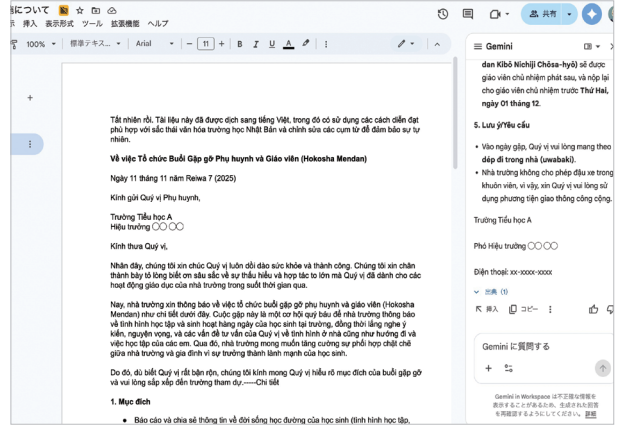 について
挿入 表示形式 ツール 拡張機能 ヘルプ
共有
100% 標準テキス... Arial 11 B I U A
Gemini
Tất nhiên rồi. Tài liệu này đã được dịch sang tiếng Việt, trong đó có sử dụng các cách diễn đạt
phù hợp với sắc thái văn hóa trường học Nhật Bản và chỉnh sửa các cụm từ để đảm bảo sự tự
nhiên.
Về việc Tổ chức Buổi Gặp gỡ Phụ huynh và Giáo viên (Hokosha Mendan)
Ngày 11 tháng 11 năm Reiwa 7 (2025)
Kính gửi Quý vị Phụ huynh,
Trường Tiểu học A
Hiệu trưởng ○○ ○○
Kính thưa Quý vị,
Nhân đây, chúng tôi xin chúc Quý vị luôn dồi dào sức khỏe và thành công. Chúng tôi xin chân
thành bày tỏ lòng biết ơn sâu sắc về sự thấu hiểu và hợp tác to lớn mà Quý vị đã dành cho các
hoạt động giáo dục của nhà trường trong suốt thời gian qua.
Nay, nhà trường xin thông báo về việc tổ chức buổi gặp gỡ phụ huynh và giáo viên (Hokosha
Mendan) như chi tiết dưới đây. Cuộc gặp này là một cơ hội quý báu để nhà trường thông báo
về tình hình học tập và sinh hoạt hàng ngày của học sinh tại trường, đồng thời lắng nghe ý
kiến, nguyện vọng, và các vấn đề tư vấn của Quý vị về tình hình ở nhà cũng như hướng đi và
việc học tập của các em. Qua đó, nhà trường mong muốn tăng cường sự phối hợp chặt chẽ
giữa nhà trường và gia đình vì sự trưởng thành lành mạnh của học sinh.
Do đó, dù biết Quý vị rất bận rộn, chúng tôi kính mong Quý vị hiểu rõ mục đích của buổi gặp gỡ
và vui lòng sắp xếp đến trường tham dự.-----Chi tiết
1. Mục đích
● Báo cáo và chia sẻ thông tin về đời sống học đường của học sinh (tình hình học tập,
dan Kibō Nichiji Chōsa-hyō) sẽ được
giáo viên chủ nhiệm phát sau, và nộp lại
cho giáo viên chủ nhiệm trước Thứ Hai,
ngày 01 tháng 12.
5. Lưu ý/Yêu cầu
• Vào ngày gặp, Quý vị vui lòng mang theo
dép đi trong nhà (uwabaki).
• Nhà trường không cho phép đậu xe trong
khuôn viên, vì vậy, xin Quý vị vui lòng sử
dụng phương tiện giao thông công cộng.
Trường Tiểu học A
Phó Hiệu trưởng ○○ ○○
Điện thoại: xx-xxxx-xxxx
出典 (1)
挿入 コピー
Gemini に質問する
Gemini in Workspace は不正確な情報を
表示することがあるため、生成された回答
を再確認するようにしてください。詳細